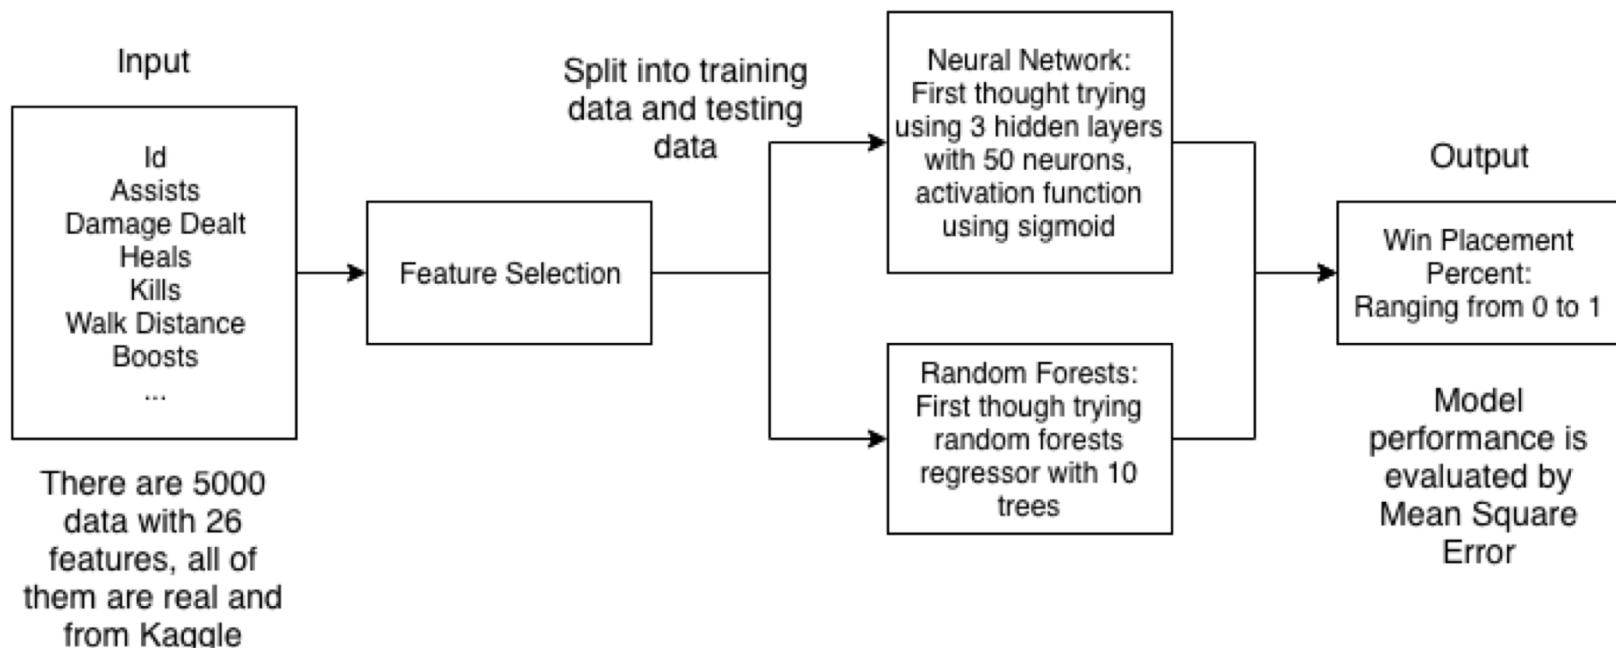 Input
Id
Assists
Damage Dealt
Heals
Kills
Walk Distance
Boosts
...
There are 5000
data with 26
features, all of
them are real and
from Kaggle
Feature Selection
Split into training
data and testing
data
Neural Network:
First thought trying
using 3 hidden layers
with 50 neurons,
activation function
using sigmoid
Random Forests:
First though trying
random forests
regressor with 10
trees
Output
Win Placement
Percent:
Ranging from 0 to 1
Model
performance is
evaluated by
Mean Square
Error